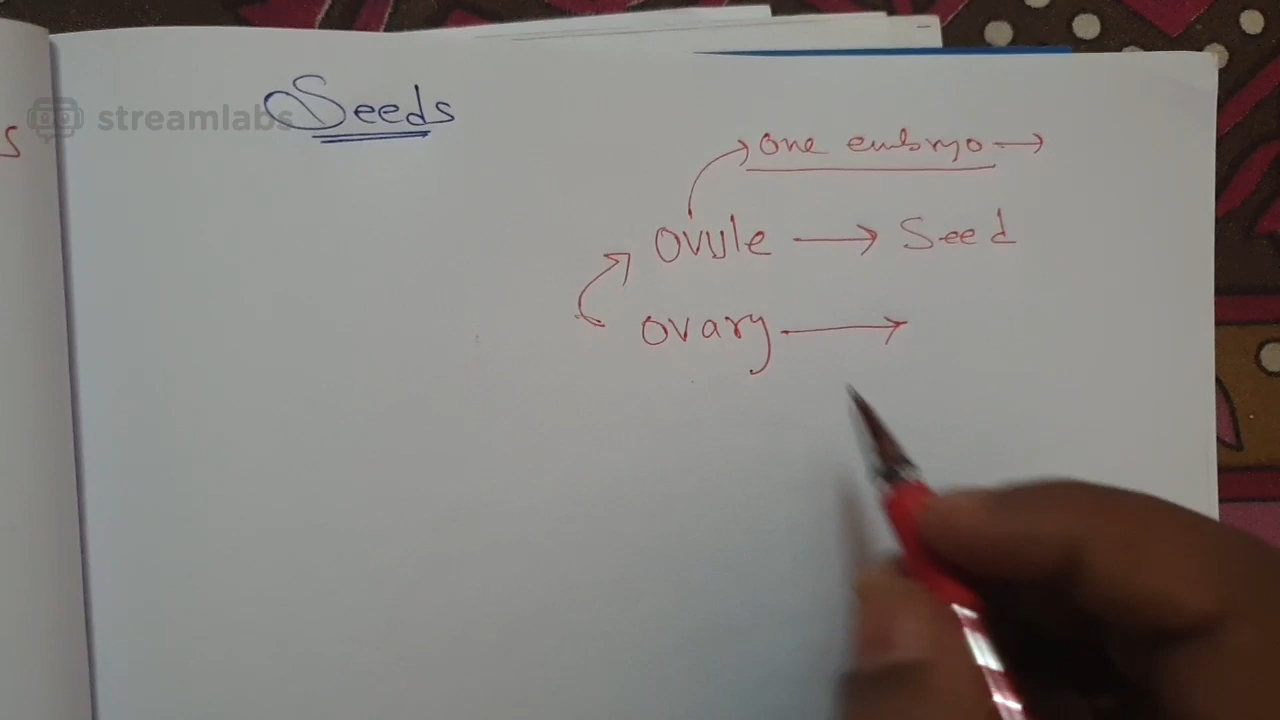 Seeds
streamlabs
S
One embryo →
Ovule → Seed
Ovary →